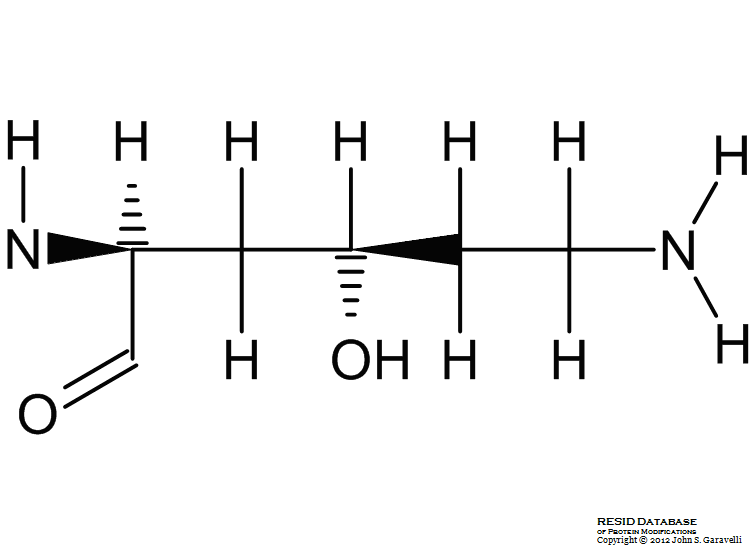 H H H H H H H
N N
O H OH H H H
RESID DATABASE
OF PROTEIN MODIFICATIONS
Copyright © 2012 John S. Garavelli